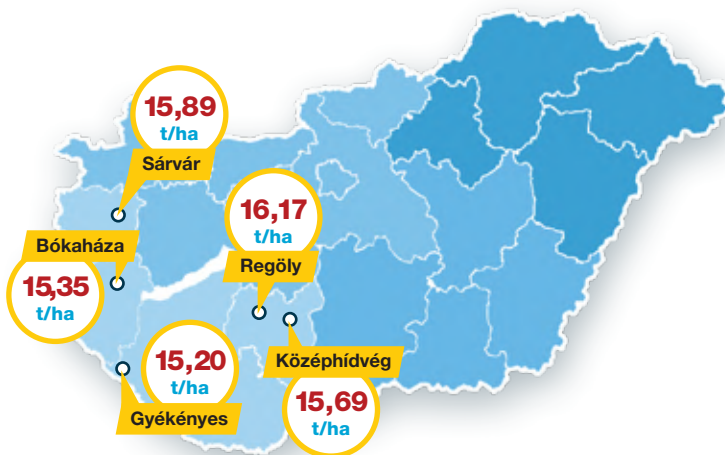 15,89
t/ha
Sárvár
16,17
t/ha
Regöly
Bókaháza
15,35
t/ha
15,20
t/ha
Gyékényes
Középhídvég
15,69
t/ha